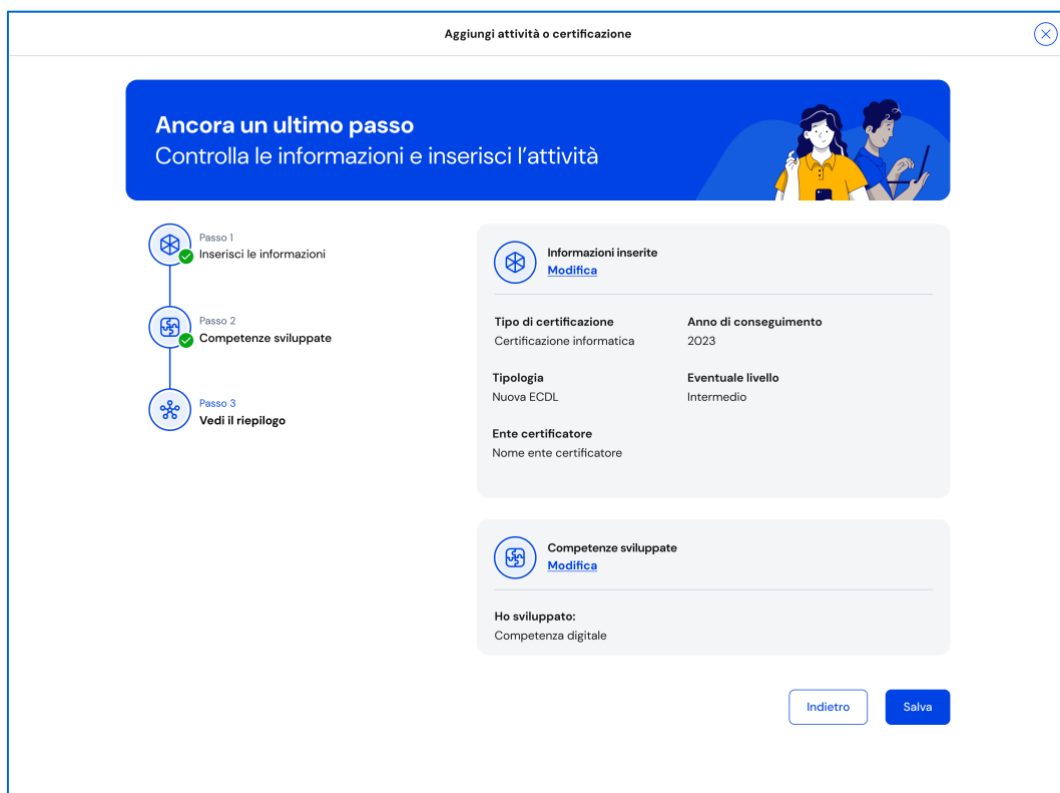 Aggiungi attività o certificazione
Ancora un ultimo passo
Controlla le informazioni e inserisci l'attività
Passo 1
Inserisci le informazioni
Passo 2
Competenze sviluppate
Passo 3
Vedi il riepilogo
Informazioni inserite
Modifica
Tipo di certificazione
Certificazione informatica
Anno di conseguimento
2023
Tipologia
Nuova ECDL
Eventuale livello
Intermedio
Ente certificatore
Nome ente certificatore
Competenze sviluppate
Modifica
Ho sviluppato:
Competenza digitale
Indietro
Salva